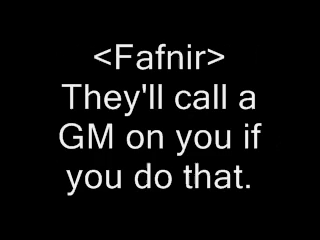 <Fafnir>
They'll call a
GM on you if
you do that.